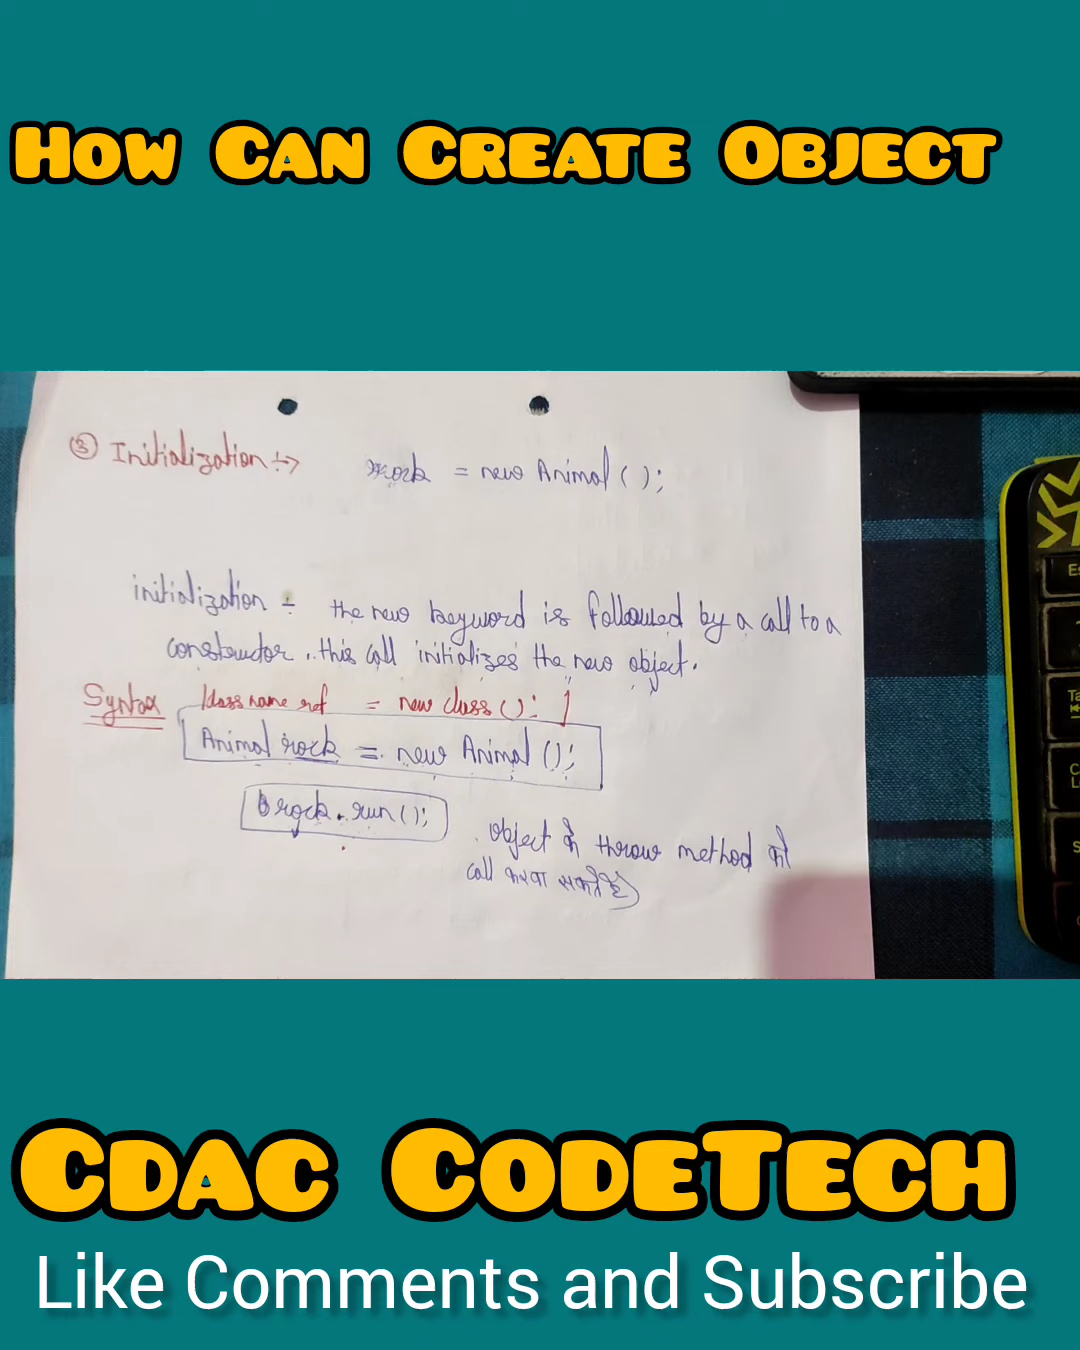 How Can Create Object
③ Initialization :->
rock = new Animal ( );
initialization ÷ the new keyword is followed by a call to a
constructor. this call initializes the new object.
Syntax class name ref = new class ( ): ]
Animal rock = new Animal ( );
rock. run ( );
object के throw method को
call करवा सकते है
Es
Cdac CodeTech
Like Comments and Subscribe